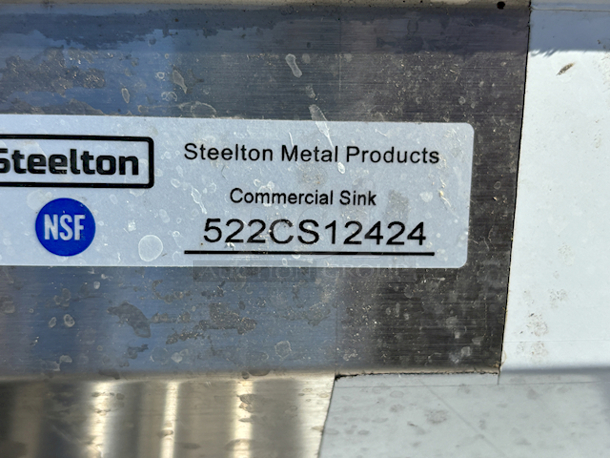 Steelton
Steelton Metal Products
Commercial Sink
NSF
522CS12424